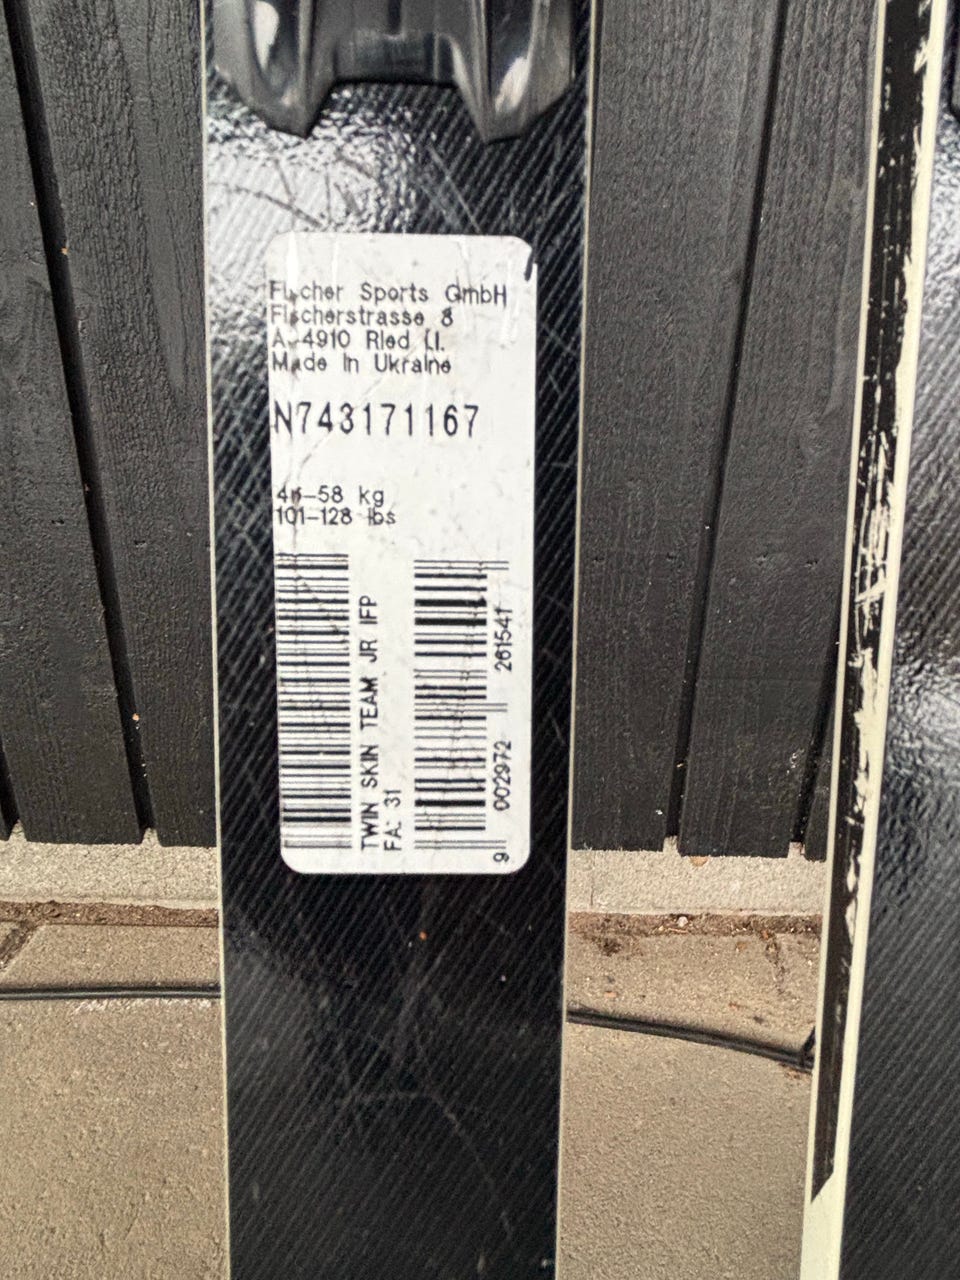 Fischer Sports GmbH
Fischerstrasse 8
A-4910 Ried i.I.
Made in Ukraine
N743171167
-58 kg
101-128 lbs
TWIN SKIN TEAM JR IFP
FA: 31
9 002972 261541